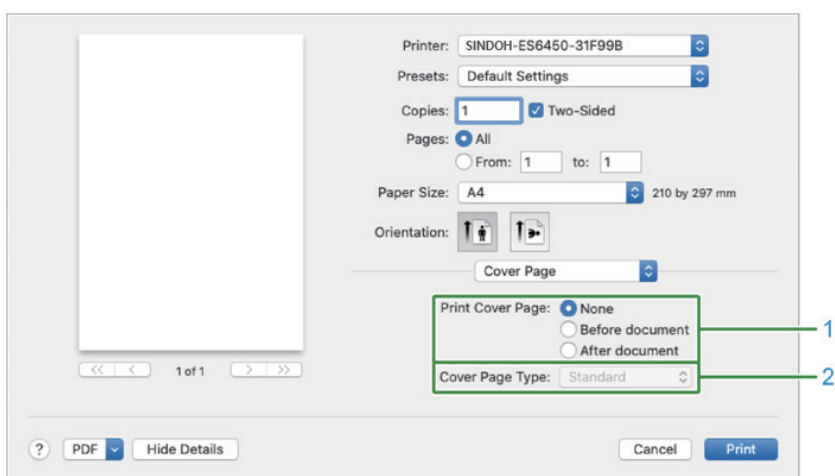 Printer: SINDOH-ES6450-31F99B
Presets: Default Settings
Copies: 1 Two-Sided
Pages: All
From: 1 to: 1
Paper Size: A4 210 by 297 mm
Orientation:
Cover Page
Print Cover Page: None
Before document
After document
1
Cover Page Type: Standard
2
<< < 1 of 1 > >>
? PDF Hide Details Cancel Print